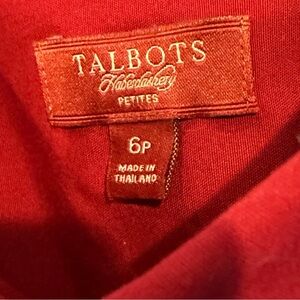 TALBOTS
Haberdashery
PETITES
6P
MADE IN
THAILAND